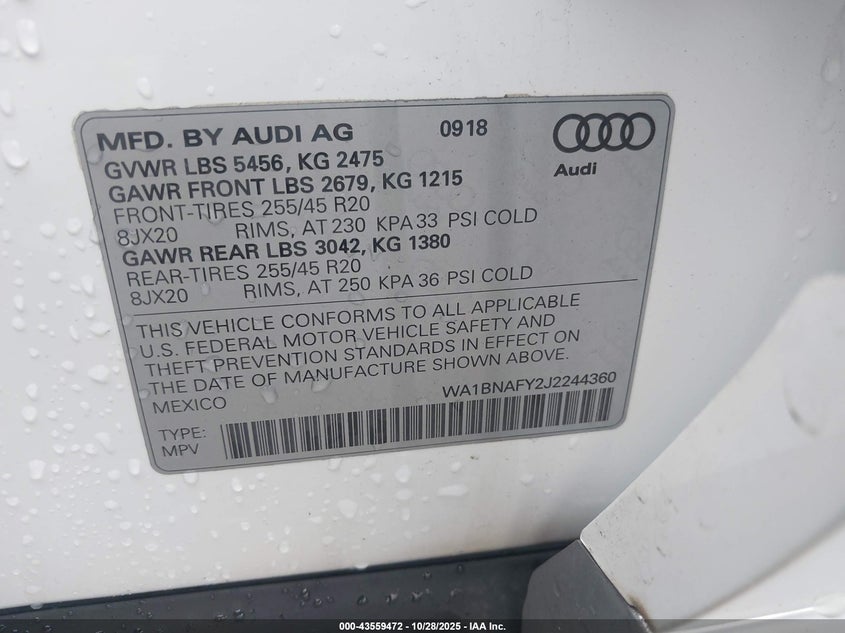 MFD. BY AUDI AG 0918
Audi
GVWR LBS 5456, KG 2475
GAWR FRONT LBS 2679, KG 1215
FRONT-TIRES 255/45 R20
8JX20 RIMS, AT 230 KPA 33 PSI COLD
GAWR REAR LBS 3042, KG 1380
REAR-TIRES 255/45 R20
8JX20 RIMS, AT 250 KPA 36 PSI COLD
THIS VEHICLE CONFORMS TO ALL APPLICABLE
U.S. FEDERAL MOTOR VEHICLE SAFETY AND
THEFT PREVENTION STANDARDS IN EFFECT ON
THE DATE OF MANUFACTURE SHOWN ABOVE.
MEXICO WA1BNAFY2J2244360
TYPE:
MPV
000-43559472 | 10/28/2025 - IAA Inc.